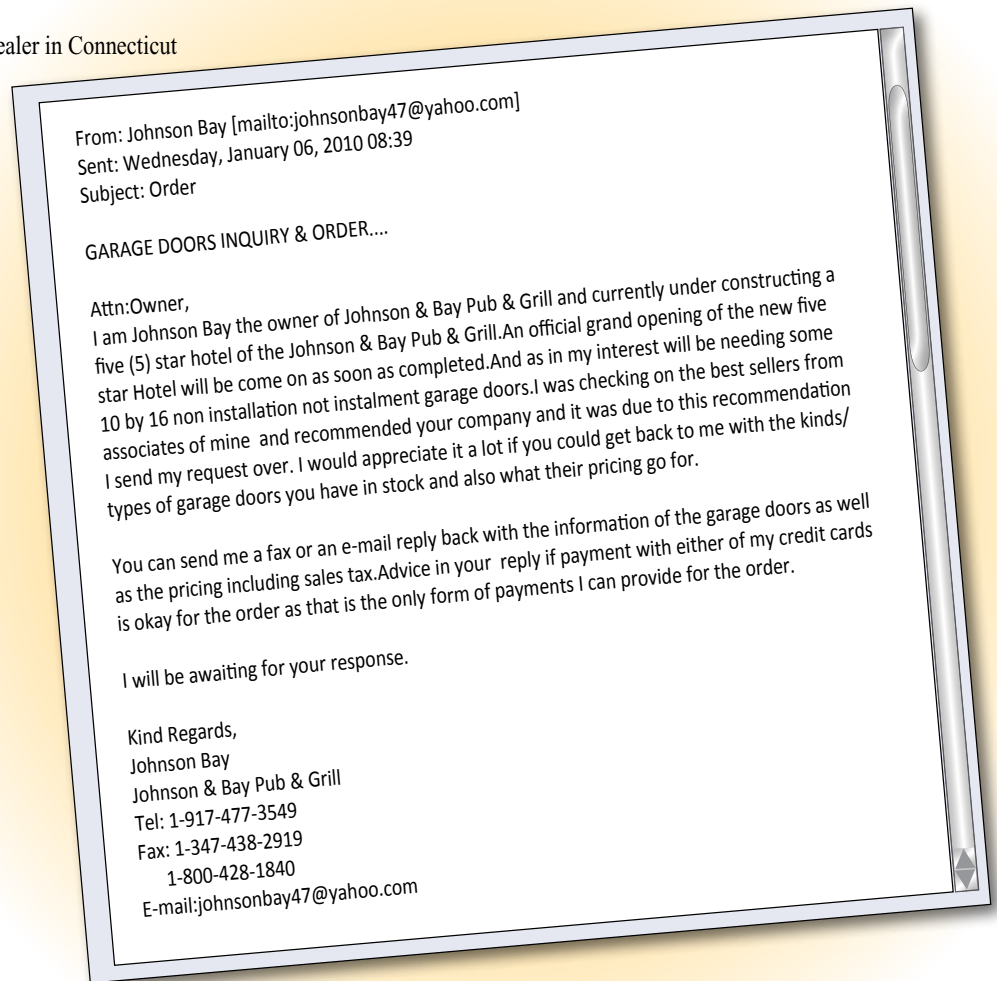 ealer in Connecticut
From: Johnson Bay [mailto:johnsonbay47@yahoo.com]
Sent: Wednesday, January 06, 2010 08:39
Subject: Order
GARAGE DOORS INQUIRY & ORDER....
Attn:Owner,
I am Johnson Bay the owner of Johnson & Bay Pub & Grill and currently under constructing a
five (5) star hotel of the Johnson & Bay Pub & Grill.An official grand opening of the new five
star Hotel will be come on as soon as completed.And as in my interest will be needing some
10 by 16 non installation not instalment garage doors.I was checking on the best sellers from
associates of mine  and recommended your company and it was due to this recommendation
I send my request over. I would appreciate it a lot if you could get back to me with the kinds/
types of garage doors you have in stock and also what their pricing go for.
You can send me a fax or an e-mail reply back with the information of the garage doors as well
as the pricing including sales tax.Advice in your  reply if payment with either of my credit cards
is okay for the order as that is the only form of payments I can provide for the order.
I will be awaiting for your response.
Kind Regards,
Johnson Bay
Johnson & Bay Pub & Grill
Tel: 1-917-477-3549
Fax: 1-347-438-2919
1-800-428-1840
E-mail:johnsonbay47@yahoo.com